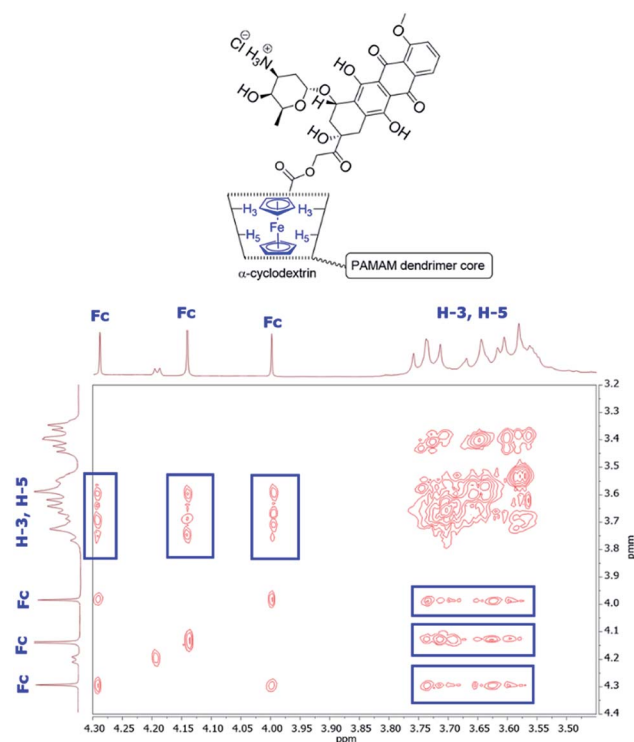 O
O
OH
O
Cl⊖ H₃N⊕
HO
O
O
H
HO
OH
O
O
O
O
H₃
Fe
H₅
H₃
H₅
α-cyclodextrin
PAMAM dendrimer core
Fc
Fc
Fc
H-3, H-5
H-3, H-5
Fc
Fc
Fc
3.2
3.3
3.4
3.5
3.6
3.7
3.8
3.9
4.0
4.1
4.2
4.3
4.4
pmm
4.30 4.25 4.20 4.15 4.10 4.05 4.00 3.95 3.90 3.85 3.80 3.75 3.70 3.65 3.60 3.55 3.50
ppm